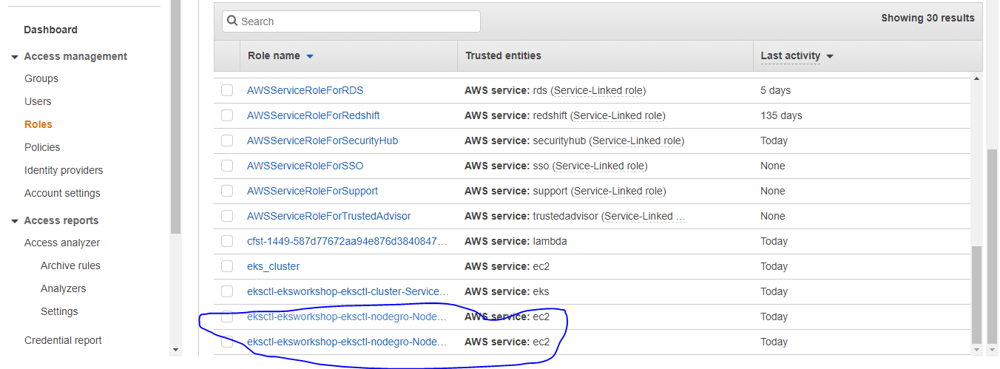 Dashboard
Access management
Groups
Users
Roles
Policies
Identity providers
Account settings
Access reports
Access analyzer
Archive rules
Analyzers
Settings
Credential report
Search
Showing 30 results
Role name Trusted entities Last activity
AWSServiceRoleForRDS AWS service: rds (Service-Linked role) 5 days
AWSServiceRoleForRedshift AWS service: redshift (Service-Linked role) 135 days
AWSServiceRoleForSecurityHub AWS service: securityhub (Service-Linked role) Today
AWSServiceRoleForSSO AWS service: sso (Service-Linked role) None
AWSServiceRoleForSupport AWS service: support (Service-Linked role) None
AWSServiceRoleForTrustedAdvisor AWS service: trustedadvisor (Service-Linked ... None
cfst-1449-587d77672aa94e876d3840847... AWS service: lambda Today
eks_cluster AWS service: ec2 Today
eksctl-eksworkshop-eksctl-cluster-Service... AWS service: eks Today
eksctl-eksworkshop-eksctl-nodegro-Node... AWS service: ec2 Today
eksctl-eksworkshop-eksctl-nodegro-Node... AWS service: ec2 Today